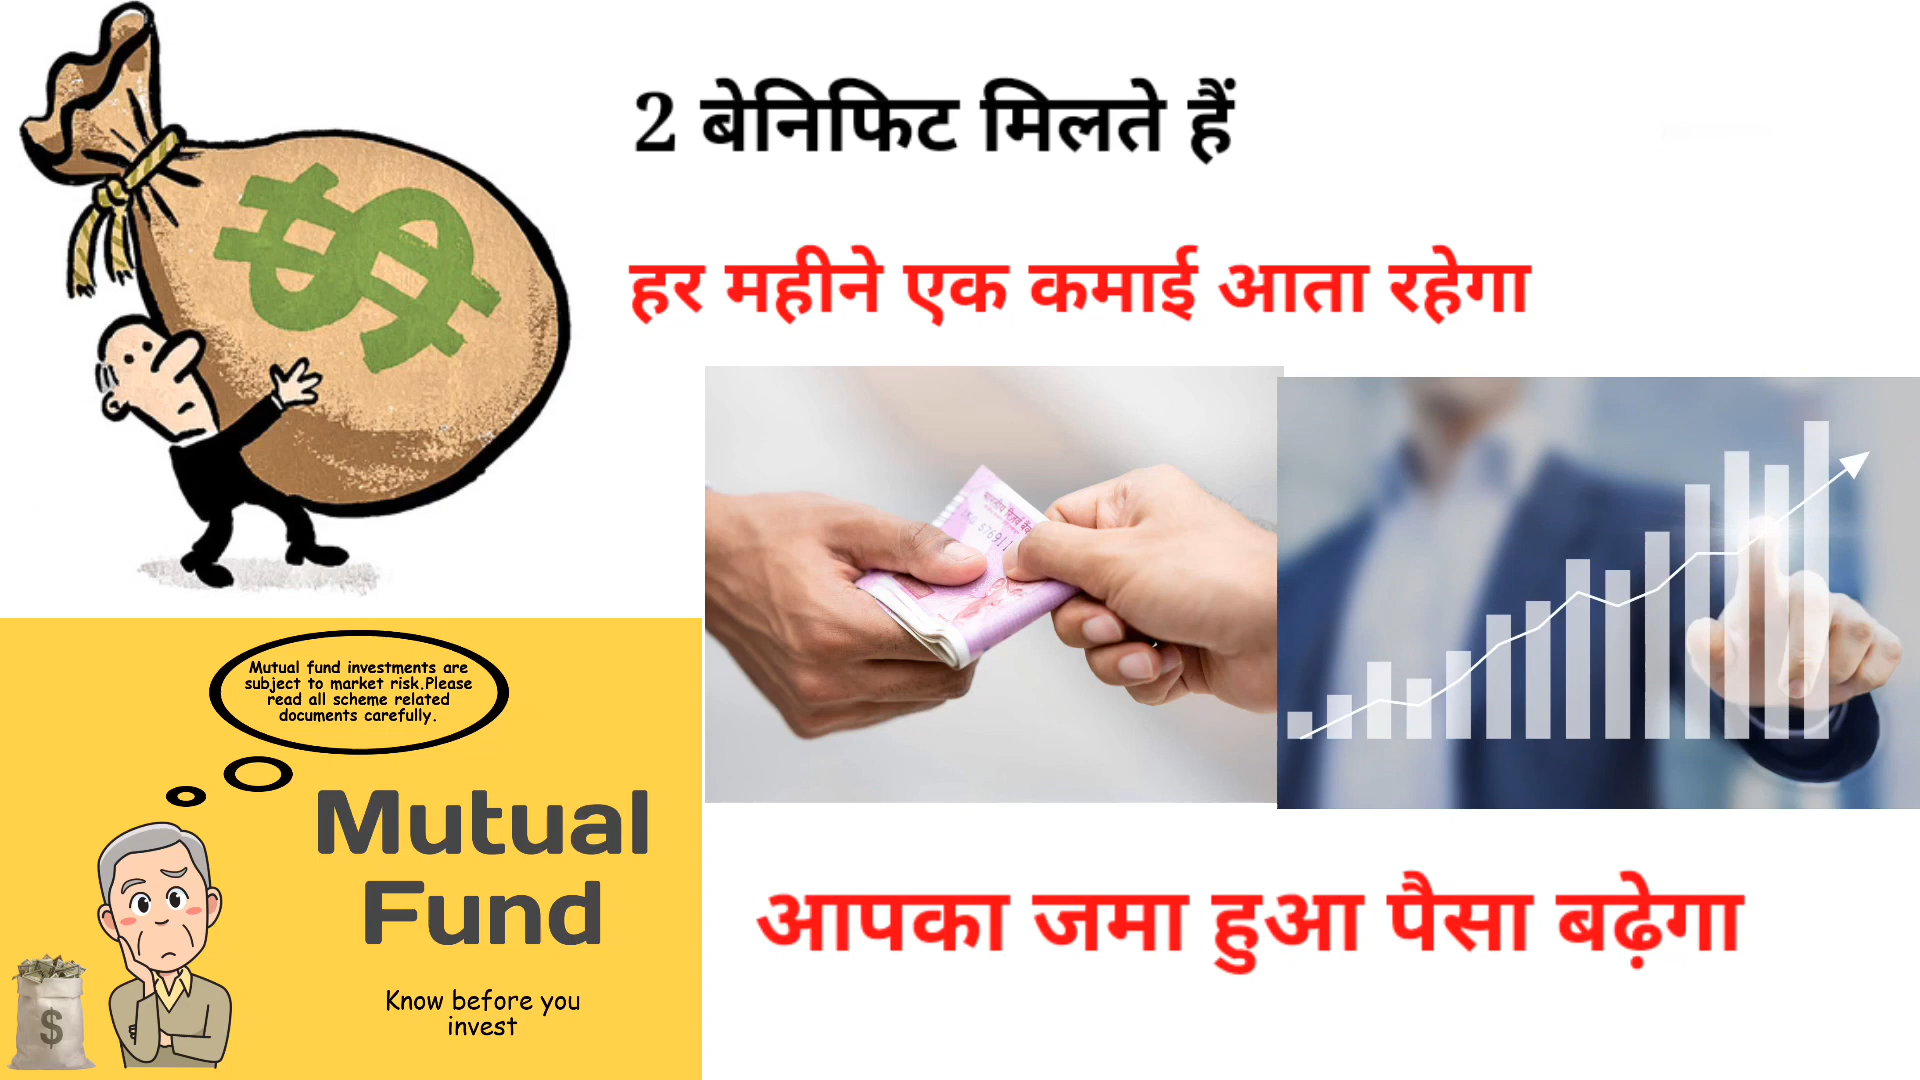 2 बेनिफिट मिलते हैं
हर महीने एक कमाई आता रहेगा
आपका जमा हुआ पैसा बढ़ेगा
Mutual fund investments are
subject to market risk.Please
read all scheme related
documents carefully.
Mutual
Fund
Know before you
invest
$
$